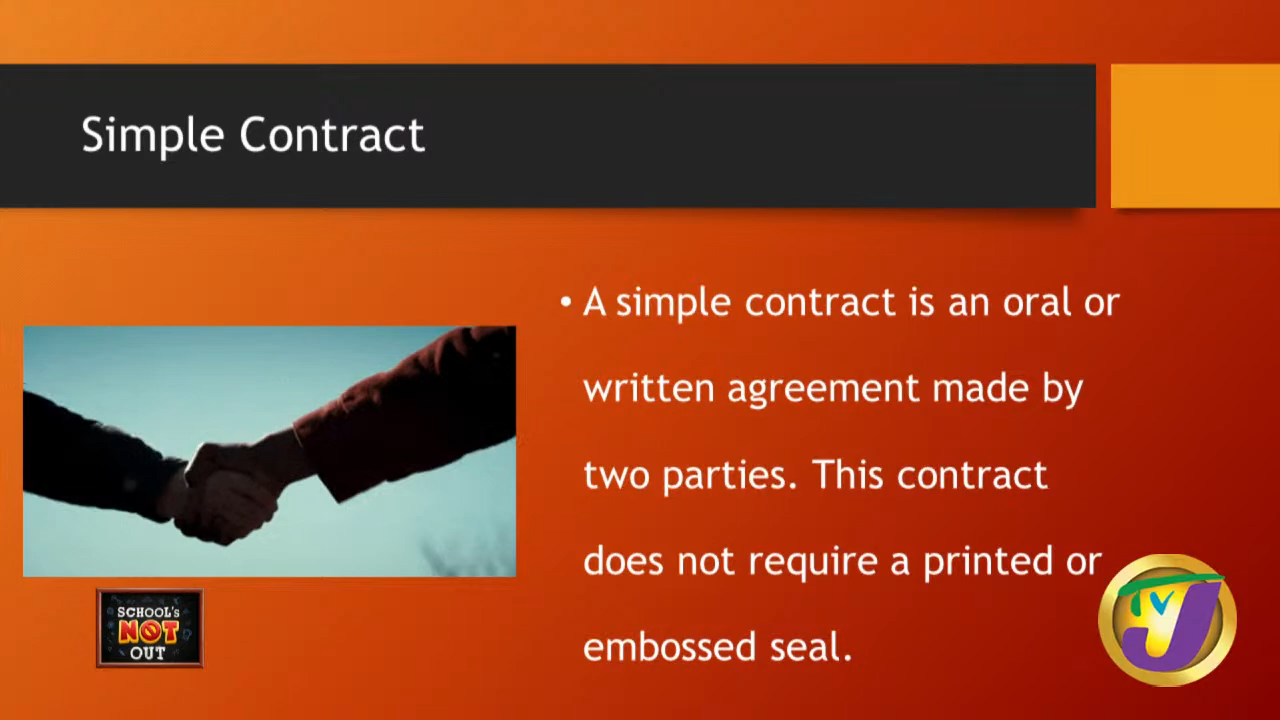 Simple Contract
• A simple contract is an oral or
written agreement made by
two parties. This contract
does not require a printed or
embossed seal.
SCHOOL's
NOT
OUT
TVJ